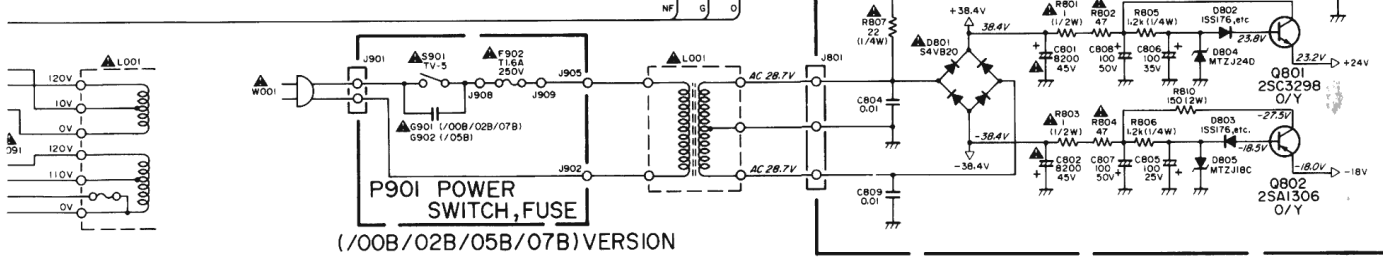 NF G O
L001
120V
10V
0V
091
120V
110V
0V
W001
J901
S901
TV-5
F902
T1.6A
250V
J905
J908
J909
G901 (/00B/02B/07B)
G902 (/05B)
J902
P901 POWER
SWITCH, FUSE
(/00B/02B/05B/07B) VERSION
L001
AC 28.7V
AC 28.7V
J801
R807
22
(1/4W)
C804
0.01
C809
0.01
D801
S4VB20
+38.4V
38.4V
-38.4V
-38.4V
R801
1
(1/2W)
R802
47
R805
1.2k (1/4W)
D802
ISS176,etc
23.8V
C801
8200
45V
C808
100
50V
C806
100
35V
D804
MTZJ24D
23.2V
+24V
Q801
2SC3298
O/Y
R810
150 (2W)
-27.5V
R803
1
(1/2W)
R804
47
R806
1.2k (1/4W)
D803
ISS176,etc.
-18.5V
C802
8200
45V
C807
100
50V
C805
100
25V
D805
MTZJ18C
-18.0V
-18V
Q802
2SA1306
O/Y